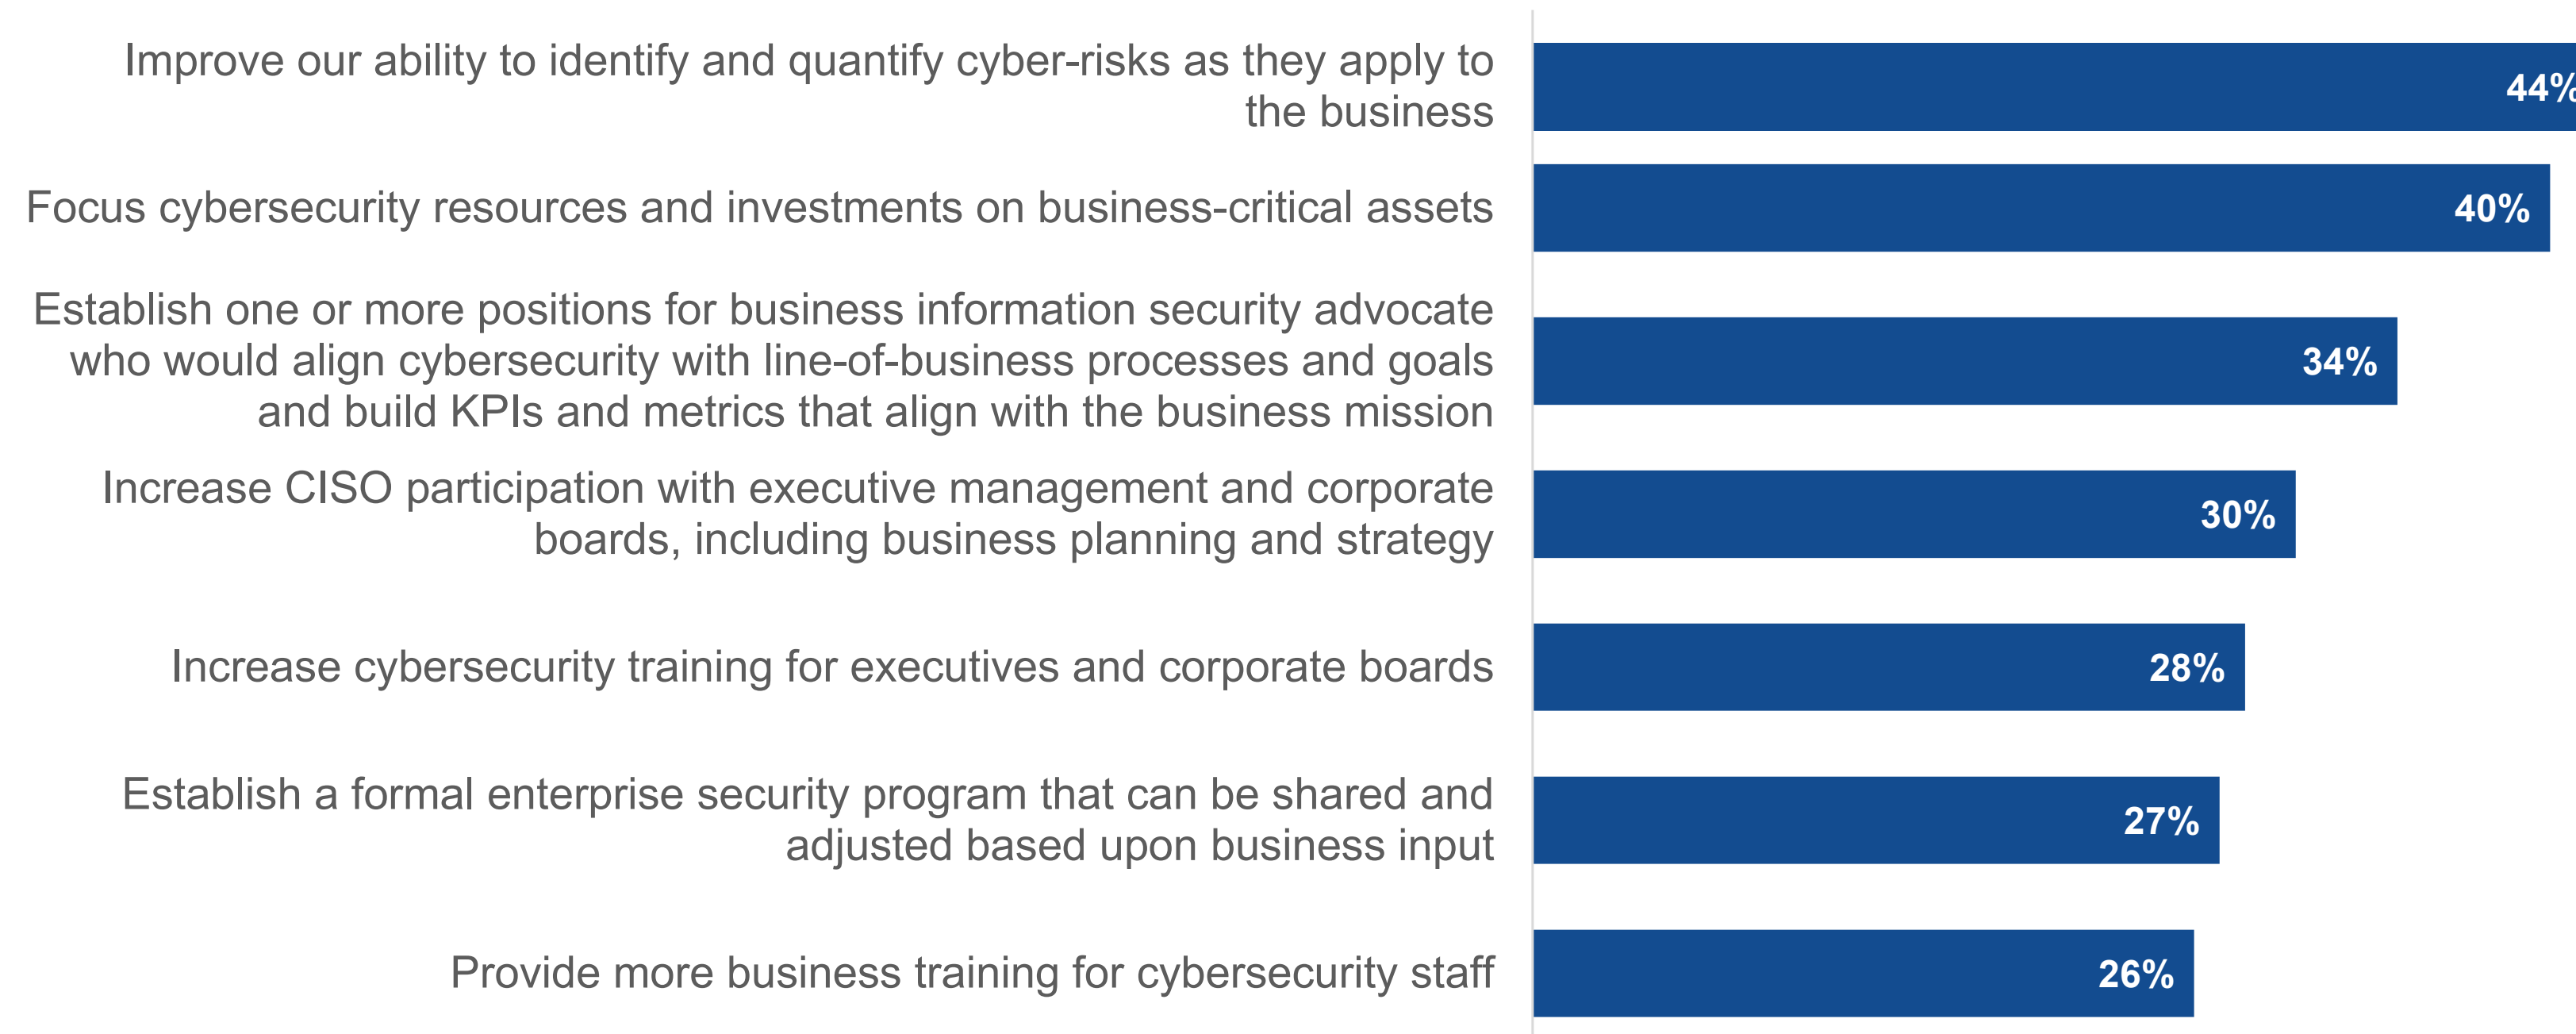 Improve our ability to identify and quantify cyber-risks as they apply to
the business
44%
Focus cybersecurity resources and investments on business-critical assets
40%
Establish one or more positions for business information security advocate
who would align cybersecurity with line-of-business processes and goals
and build KPIs and metrics that align with the business mission
34%
Increase CISO participation with executive management and corporate
boards, including business planning and strategy
30%
Increase cybersecurity training for executives and corporate boards
28%
Establish a formal enterprise security program that can be shared and
adjusted based upon business input
27%
Provide more business training for cybersecurity staff
26%